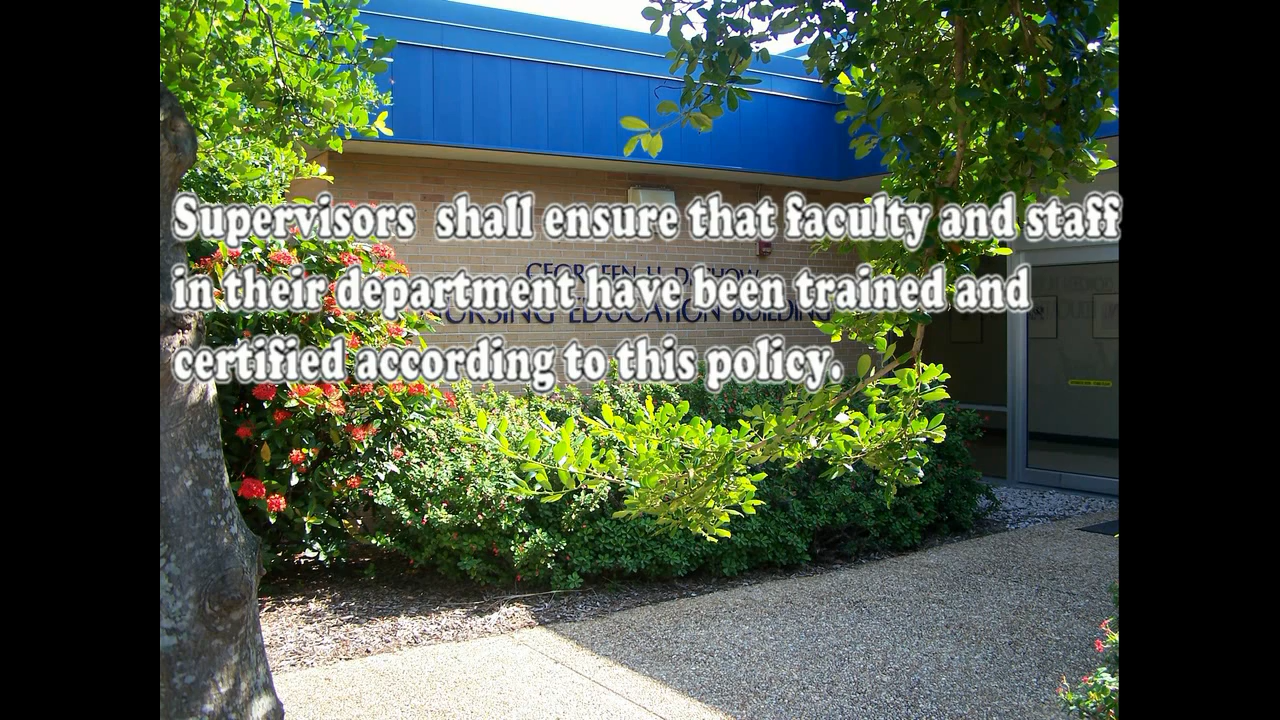 Supervisors shall ensure that faculty and staff
in their department have been trained and
certified according to this policy.
NURSING EDUCATION BUILDING